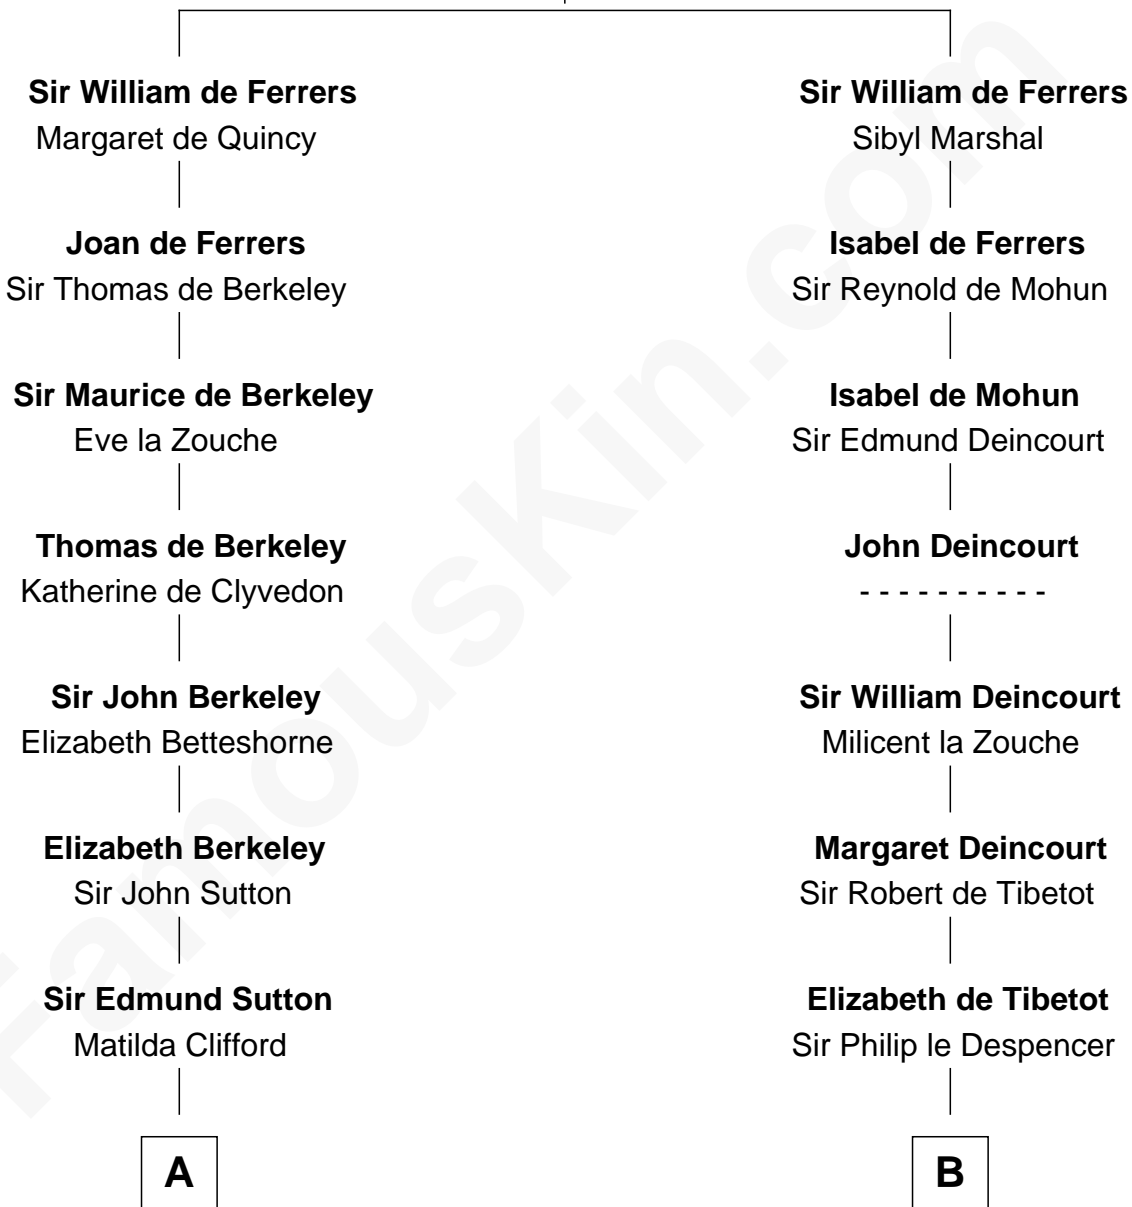 Sir William de Ferrers
Margaret de Quincy
Joan de Ferrers
Sir Thomas de Berkeley
Sir Maurice de Berkeley
Eve la Zouche
Thomas de Berkeley
Katherine de Clyvedon
Sir John Berkeley
Elizabeth Betteshorne
Elizabeth Berkeley
Sir John Sutton
Sir Edmund Sutton
Matilda Clifford
A
Sir William de Ferrers
Sibyl Marshal
Isabel de Ferrers
Sir Reynold de Mohun
Isabel de Mohun
Sir Edmund Deincourt
John Deincourt
- - - - - - - - - -
Sir William Deincourt
Milicent la Zouche
Margaret Deincourt
Sir Robert de Tibetot
Elizabeth de Tibetot
Sir Philip le Despencer
B
FamousKin.com